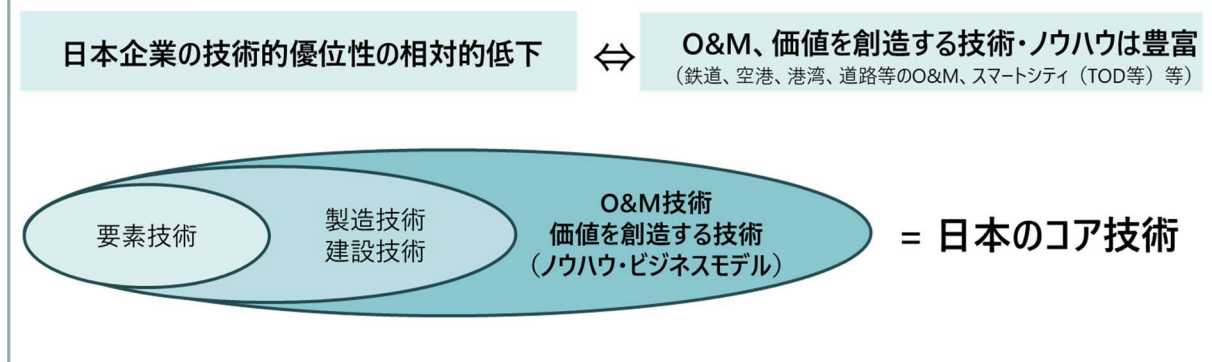 日本企業の技術的優位性の相対的低下
⇔
O&M、価値を創造する技術・ノウハウは豊富
（鉄道、空港、港湾、道路等のO&M、スマートシティ（TOD等）等）
要素技術
製造技術
建設技術
O&M技術
価値を創造する技術
（ノウハウ・ビジネスモデル）
= 日本のコア技術